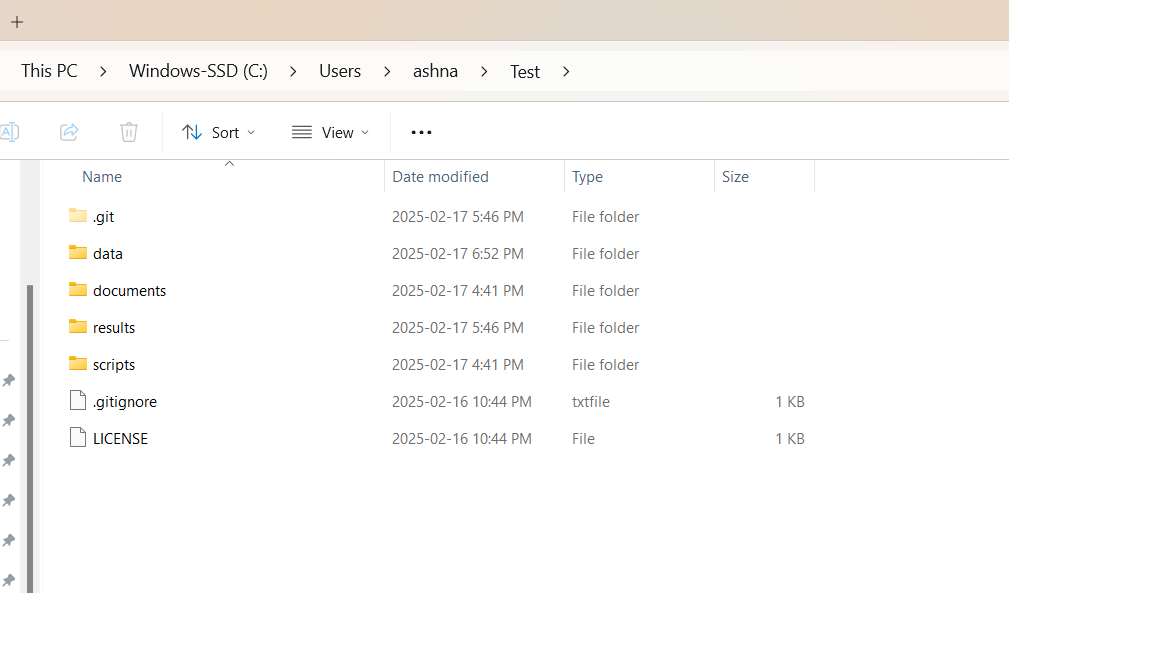 This PC > Windows-SSD (C:) > Users > ashna > Test >
Sort View •••
Name Date modified Type Size
.git 2025-02-17 5:46 PM File folder
data 2025-02-17 6:52 PM File folder
documents 2025-02-17 4:41 PM File folder
results 2025-02-17 5:46 PM File folder
scripts 2025-02-17 4:41 PM File folder
.gitignore 2025-02-16 10:44 PM txtfile 1 KB
LICENSE 2025-02-16 10:44 PM File 1 KB